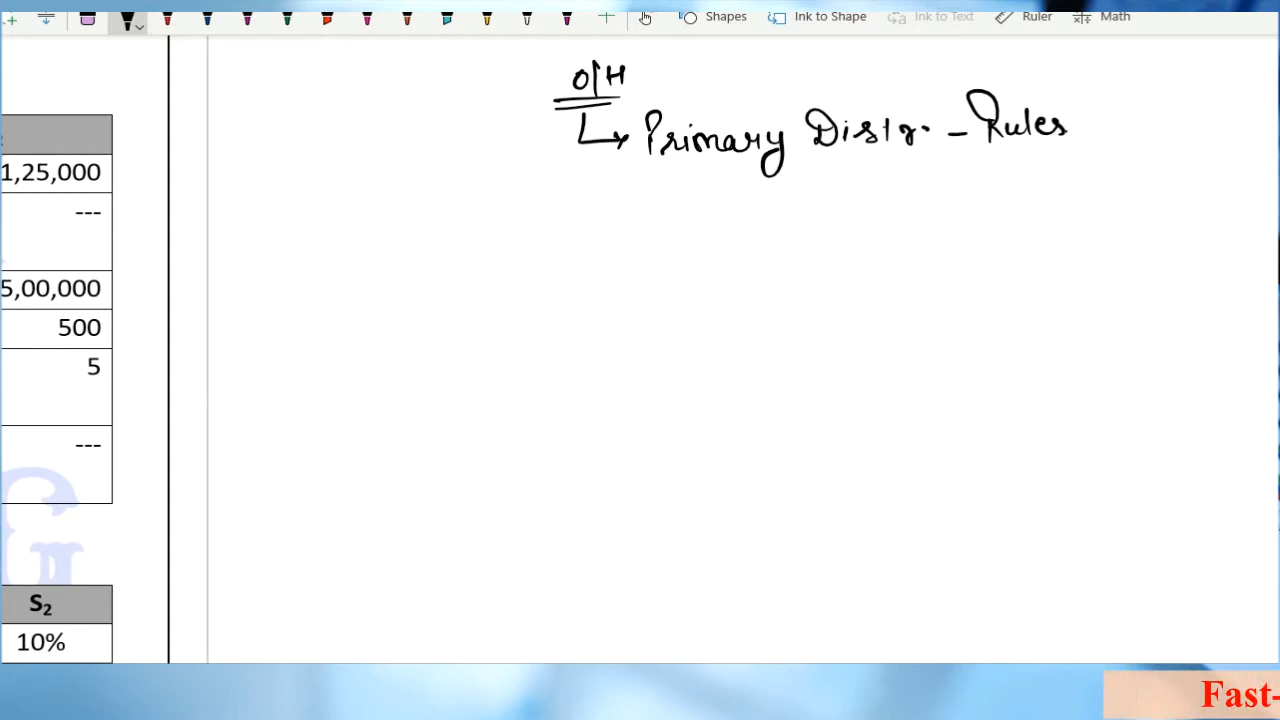 Shapes Ink to Shape Ink to Text Ruler Math
O/H
Primary Distr. - Rules
1,25,000
---
5,00,000
500
5
---
S₂
10%
Fast-